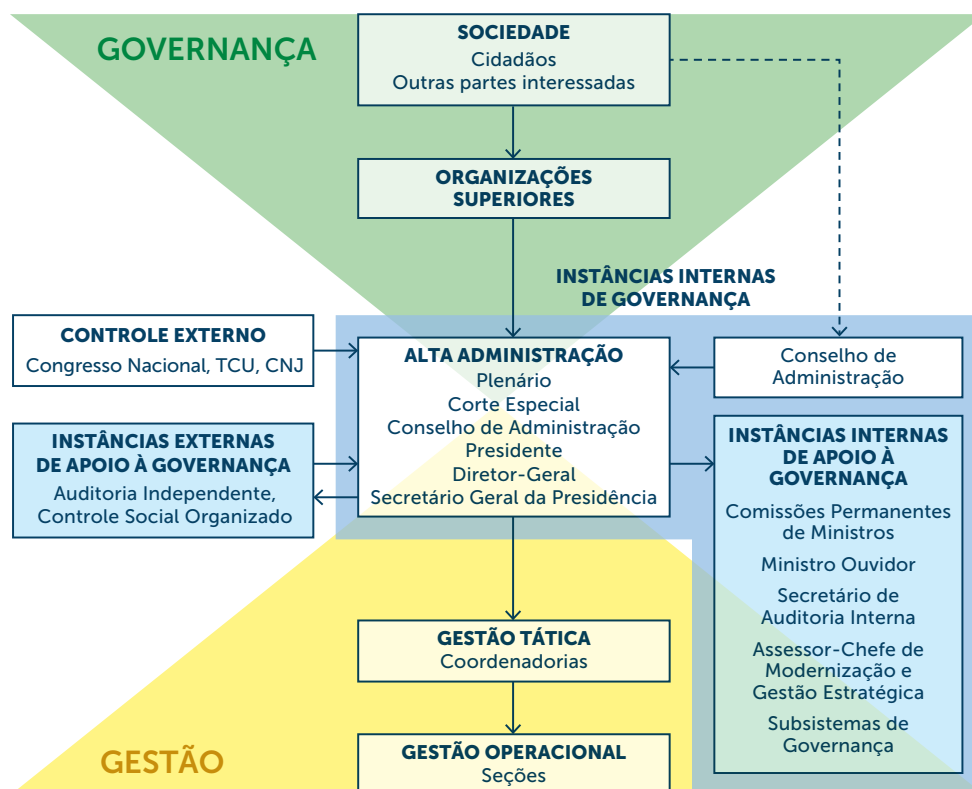 GOVERNANÇA
SOCIEDADE
Cidadãos
Outras partes interessadas
ORGANIZAÇÕES
SUPERIORES
INSTÂNCIAS INTERNAS
DE GOVERNANÇA
CONTROLE EXTERNO
Congresso Nacional, TCU, CNJ
ALTA ADMINISTRAÇÃO
Plenário
Corte Especial
Conselho de Administração
Presidente
Diretor-Geral
Secretário Geral da Presidência
Conselho de
Administração
INSTÂNCIAS EXTERNAS
DE APOIO À GOVERNANÇA
Auditoria Independente,
Controle Social Organizado
INSTÂNCIAS INTERNAS
DE APOIO À
GOVERNANÇA
Comissões Permanentes
de Ministros
Ministro Ouvidor
Secretário de
Auditoria Interna
Assessor-Chefe de
Modernização e
Gestão Estratégica
Subsistemas de
Governança
GESTÃO TÁTICA
Coordenadorias
GESTÃO
GESTÃO OPERACIONAL
Seções